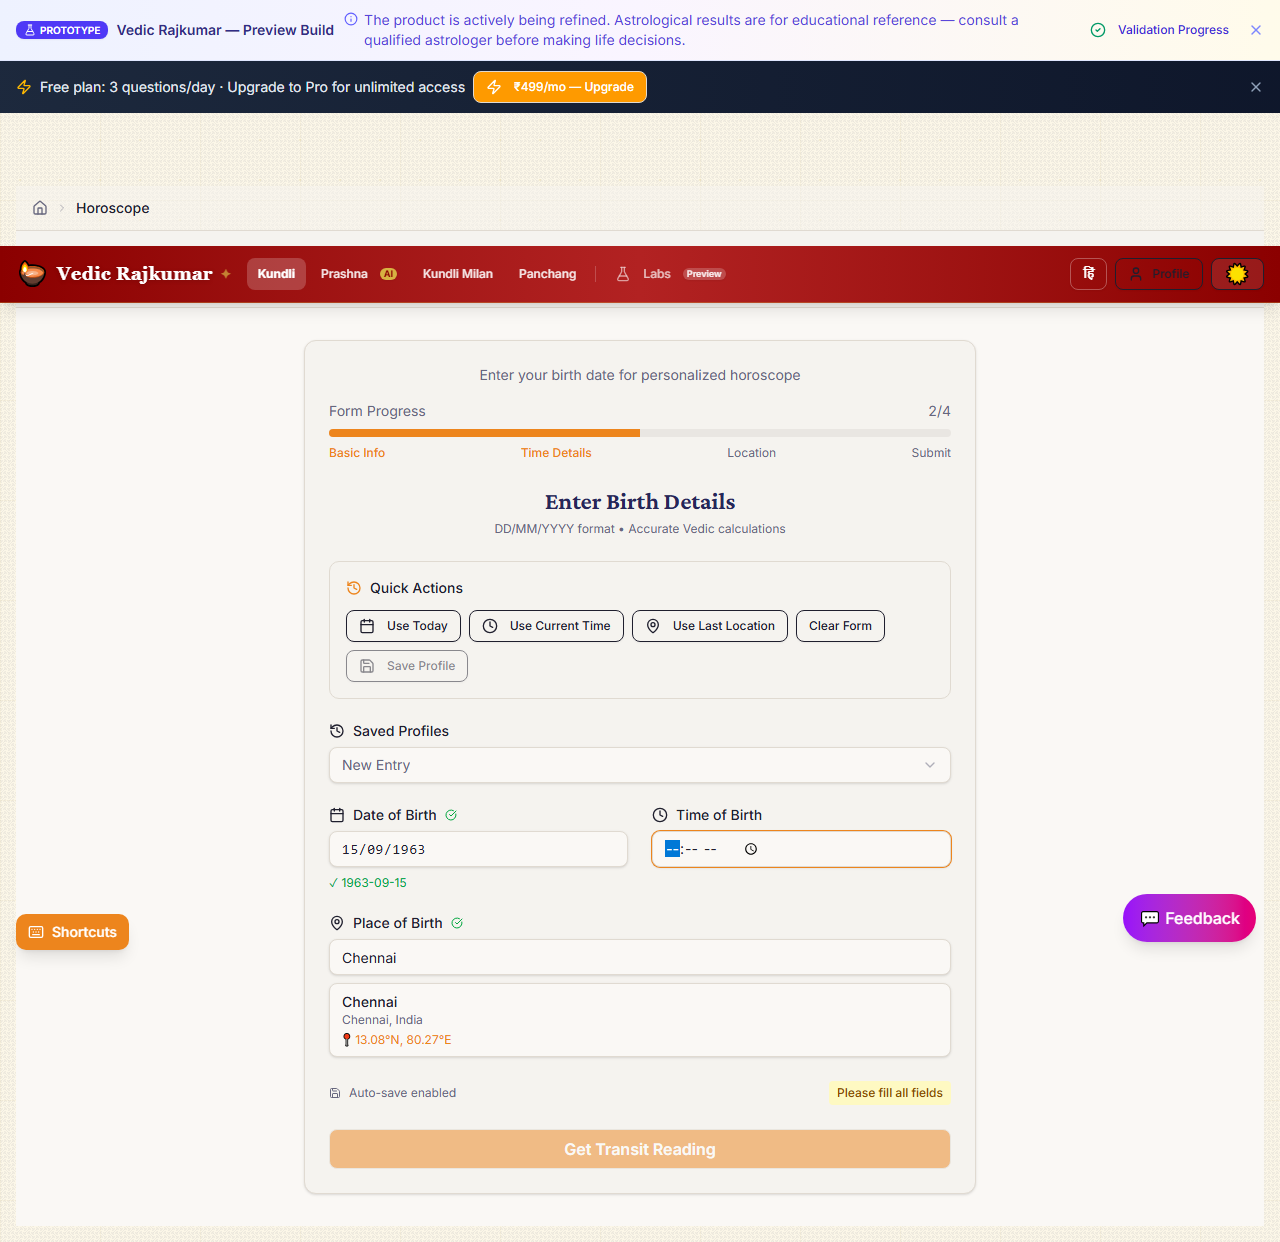 PROTOTYPE Vedic Rajkumar — Preview Build
The product is actively being refined. Astrological results are for educational reference — consult a
qualified astrologer before making life decisions.
Validation Progress
Free plan: 3 questions/day · Upgrade to Pro for unlimited access ₹499/mo — Upgrade
Horoscope
Vedic Rajkumar Kundli Prashna AI Kundli Milan Panchang Labs Preview हिं Profile
Enter your birth date for personalized horoscope
Form Progress 2/4
Basic Info Time Details Location Submit
Enter Birth Details
DD/MM/YYYY format • Accurate Vedic calculations
Quick Actions
Use Today Use Current Time Use Last Location Clear Form
Save Profile
Saved Profiles
New Entry
Date of Birth Time of Birth
15/09/1963 --:-- --
✓ 1963-09-15
Place of Birth
Shortcuts
Feedback
Chennai
Chennai
Chennai, India
13.08°N, 80.27°E
Auto-save enabled Please fill all fields
Get Transit Reading